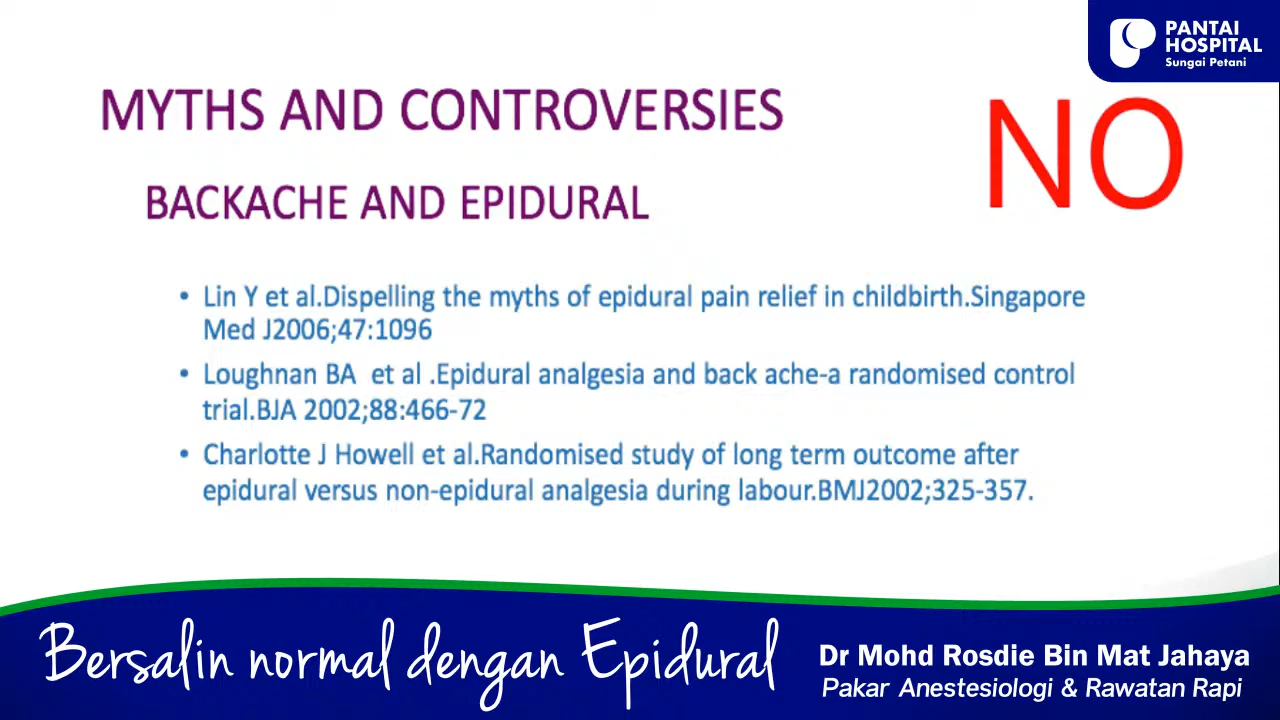 PANTAI
HOSPITAL
Sungai Petani
MYTHS AND CONTROVERSIES
NO
BACKACHE AND EPIDURAL
• Lin Y et al.Dispelling the myths of epidural pain relief in childbirth.Singapore
Med J2006;47:1096
• Loughnan BA et al .Epidural analgesia and back ache-a randomised control
trial.BJA 2002;88:466-72
• Charlotte J Howell et al.Randomised study of long term outcome after
epidural versus non-epidural analgesia during labour.BMJ2002;325-357.
Bersalin normal dengan Epidural
Dr Mohd Rosdie Bin Mat Jahaya
Pakar Anestesiologi & Rawatan Rapi